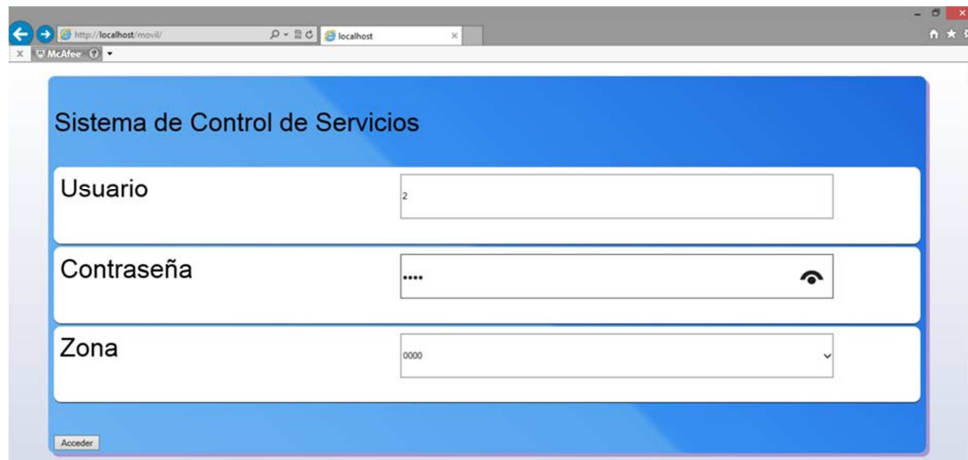 http://localhost/movil/
localhost
McAfee
Sistema de Control de Servicios
Usuario
2
Contraseña
••••
Zona
0000
Acceder